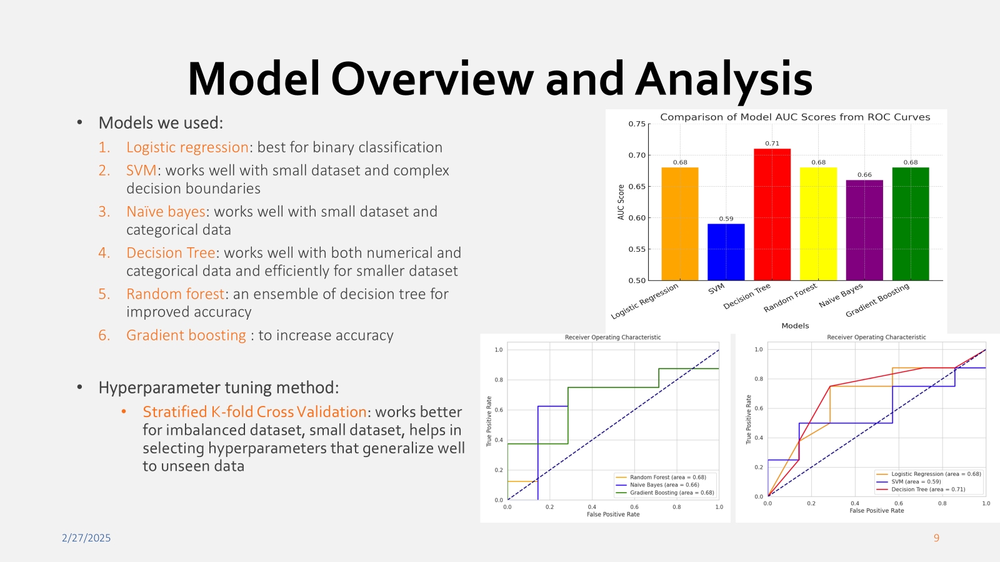 Model Overview and Analysis
• Models we used:
1. Logistic regression: best for binary classification
2. SVM: works well with small dataset and complex
decision boundaries
3. Naïve bayes: works well with small dataset and
categorical data
4. Decision Tree: works well with both numerical and
categorical data and efficiently for smaller dataset
5. Random forest: an ensemble of decision tree for
improved accuracy
6. Gradient boosting : to increase accuracy
• Hyperparameter tuning method:
• Stratified K-fold Cross Validation: works better
for imbalanced dataset, small dataset, helps in
selecting hyperparameters that generalize well
to unseen data
Comparison of Model AUC Scores from ROC Curves
AUC Score
0.75
0.70
0.65
0.60
0.55
0.50
0.68
0.59
0.71
0.68
0.66
0.68
Logistic Regression
SVM
Decision Tree
Random Forest
Naive Bayes
Gradient Boosting
Models
Receiver Operating Characteristic
True Positive Rate
1.0
0.8
0.6
0.4
0.2
0.0
Random Forest (area = 0.68)
Naive Bayes (area = 0.66)
Gradient Boosting (area = 0.68)
0.0 0.2 0.4 0.6 0.8 1.0
False Positive Rate
Receiver Operating Characteristic
True Positive Rate
1.0
0.8
0.6
0.4
0.2
0.0
Logistic Regression (area = 0.68)
SVM (area = 0.59)
Decision Tree (area = 0.71)
0.0 0.2 0.4 0.6 0.8 1.0
False Positive Rate
2/27/2025
9